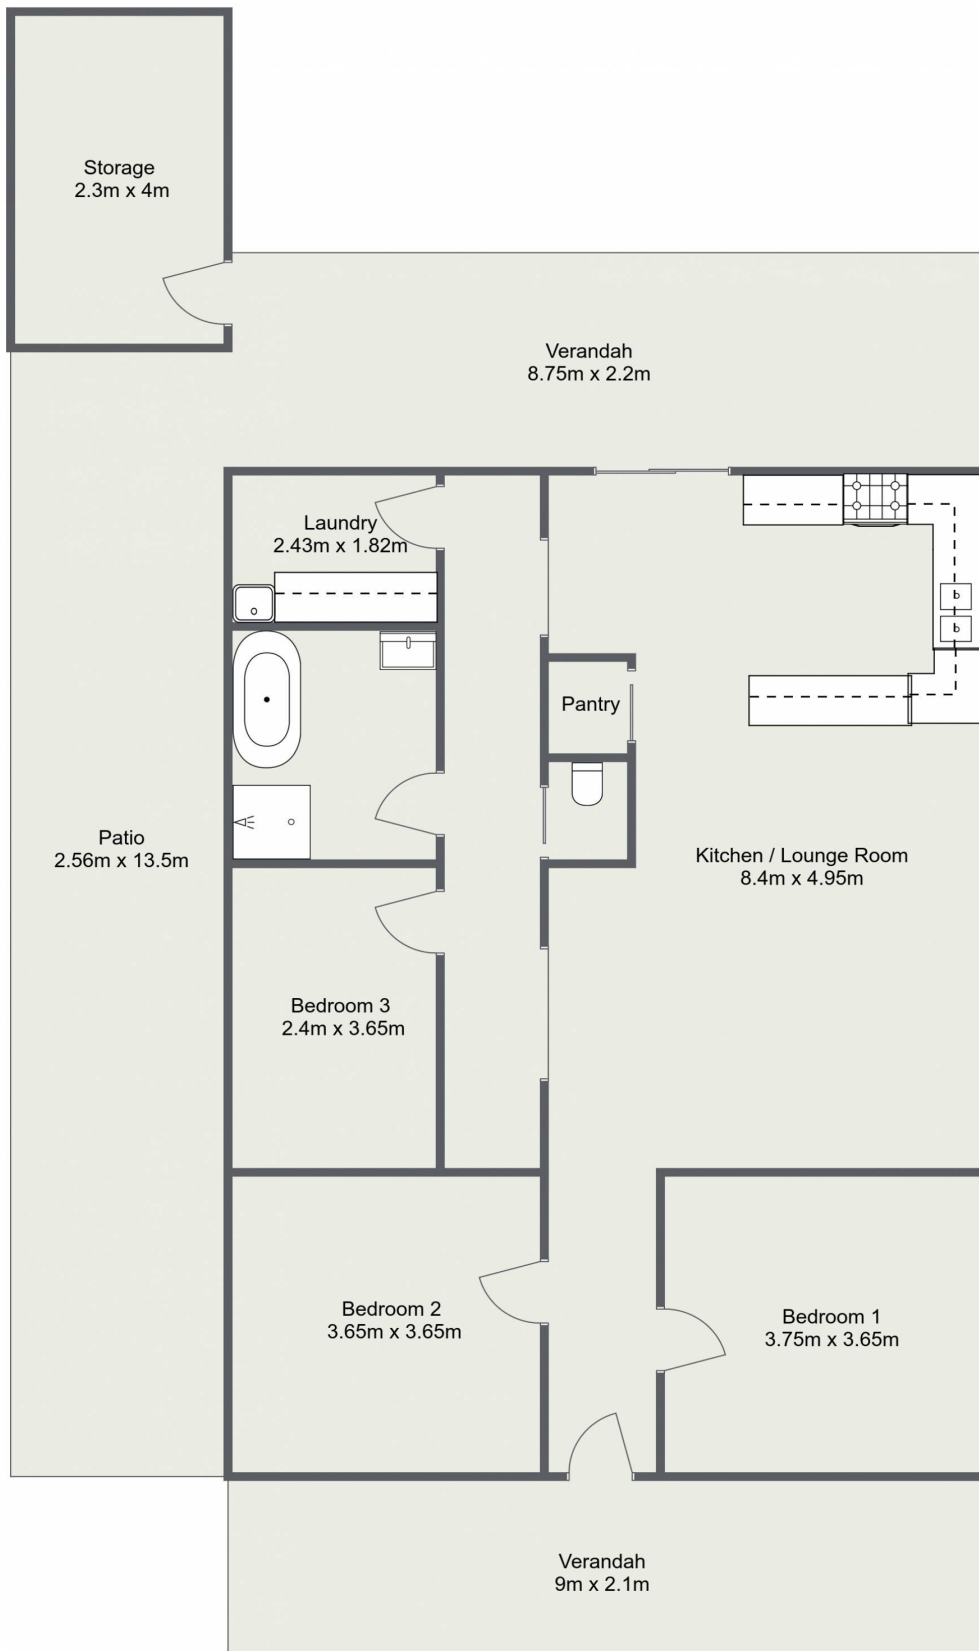 Storage
2.3m x 4m
Verandah
8.75m x 2.2m
Laundry
2.43m x 1.82m
Pantry
Patio
2.56m x 13.5m
Kitchen / Lounge Room
8.4m x 4.95m
Bedroom 3
2.4m x 3.65m
Bedroom 2
3.65m x 3.65m
Bedroom 1
3.75m x 3.65m
Verandah
9m x 2.1m